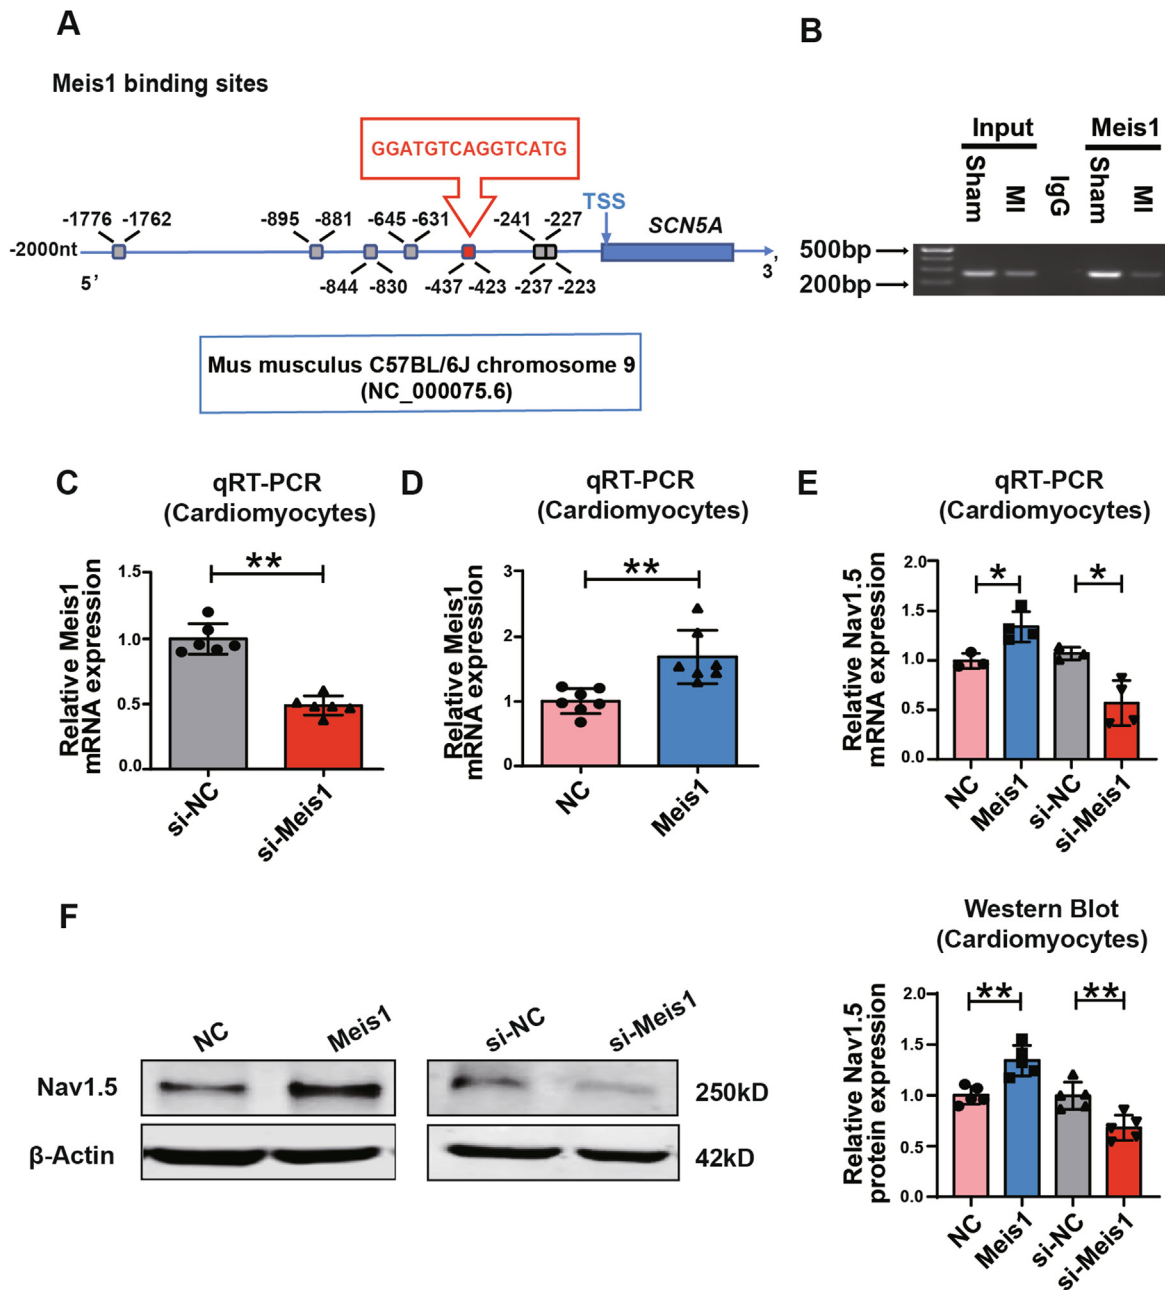 A
Meis1 binding sites
GGATGTCAGGTCATG
-1776 -1762 -895 -881 -645 -631 -241 -227 TSS
SCN5A
-2000nt
5’ -844 -830 -437 -423 -237 -223 3’
Mus musculus C57BL/6J chromosome 9
(NC_000075.6)
B
Input Meis1
Sham MI IgG Sham MI
500bp
200bp
C
qRT-PCR
(Cardiomyocytes)
Relative Meis1
mRNA expression
1.5
1.0
0.5
0.0
**
si-NC si-Meis1
D
qRT-PCR
(Cardiomyocytes)
Relative Meis1
mRNA expression
3
2
1
0
**
NC Meis1
E
qRT-PCR
(Cardiomyocytes)
Relative Nav1.5
mRNA expression
2.0
1.5
1.0
0.5
0.0
* *
NC Meis1 si-NC si-Meis1
F
NC Meis1 si-NC si-Meis1
Nav1.5 250kD
β-Actin 42kD
Western Blot
(Cardiomyocytes)
Relative Nav1.5
protein expression
2.0
1.5
1.0
0.5
0.0
** **
NC Meis1 si-NC si-Meis1